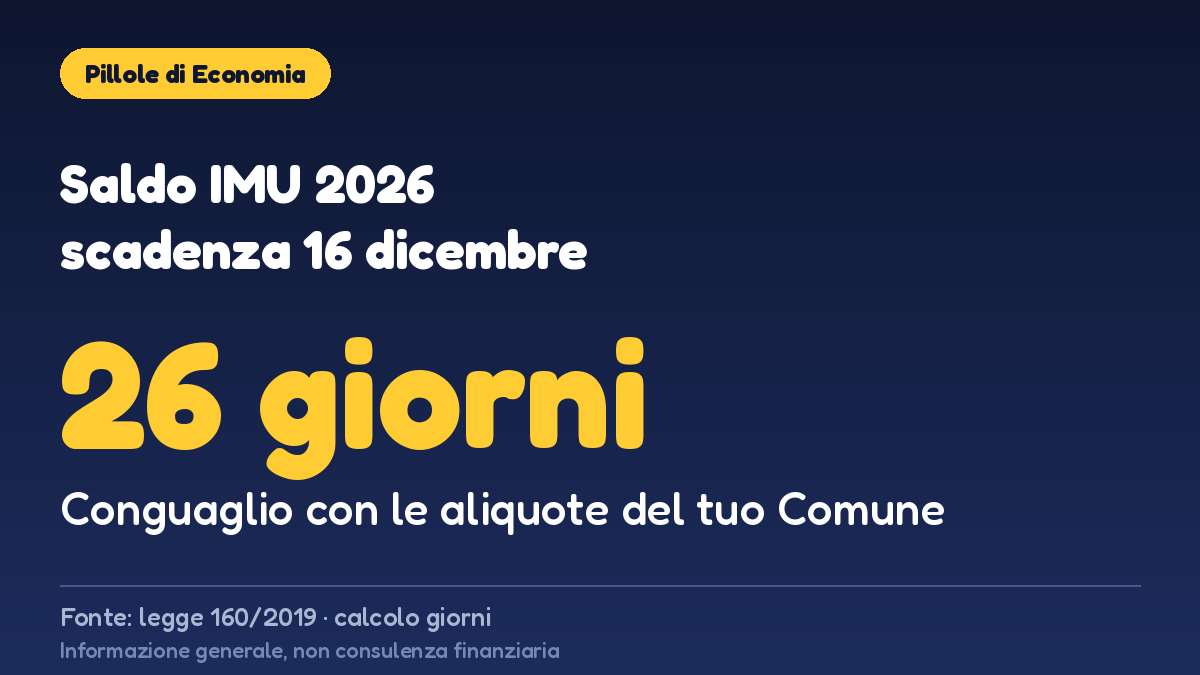 Pillole di Economia
Saldo IMU 2026
scadenza 16 dicembre
26 giorni
Conguaglio con le aliquote del tuo Comune
Fonte: legge 160/2019 · calcolo giorni
Informazione generale, non consulenza finanziaria